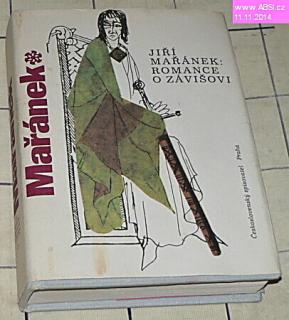 www.ABSi.cz
11.11.2014
JIŘÍ
MAŘÁNEK:
ROMANCE
O ZÁVIŠOVI
Mařánek
Československý spisovatel Praha